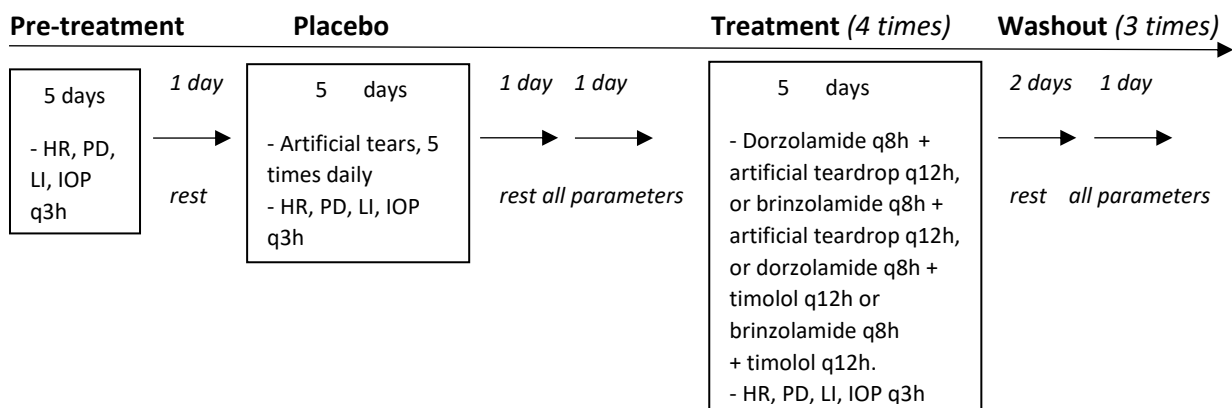 Pre-treatment Placebo Treatment (4 times) Washout (3 times)
5 days
- HR, PD,
LI, IOP
q3h
1 day
rest
5 days
- Artificial tears, 5
times daily
- HR, PD, LI, IOP
q3h
1 day 1 day
rest all parameters
5 days
- Dorzolamide q8h +
artificial teardrop q12h,
or brinzolamide q8h +
artificial teardrop q12h,
or dorzolamide q8h +
timolol q12h or
brinzolamide q8h
+ timolol q12h.
- HR, PD, LI, IOP q3h
2 days 1 day
rest all parameters